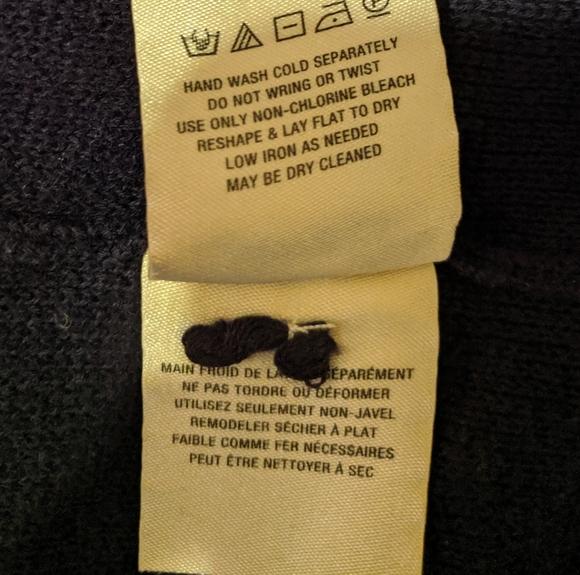 HAND WASH COLD SEPARATELY
DO NOT WRING OR TWIST
USE ONLY NON-CHLORINE BLEACH
RESHAPE & LAY FLAT TO DRY
LOW IRON AS NEEDED
MAY BE DRY CLEANED
MAIN FROID DE
NE PAS TORDRE OU DÉFORMER
UTILISEZ SEULEMENT NON-JAVEL
REMODELER SÉCHER À PLAT
FAIBLE COMME FER NÉCESSAIRES
PEUT ÊTRE NETTOYER À SEC